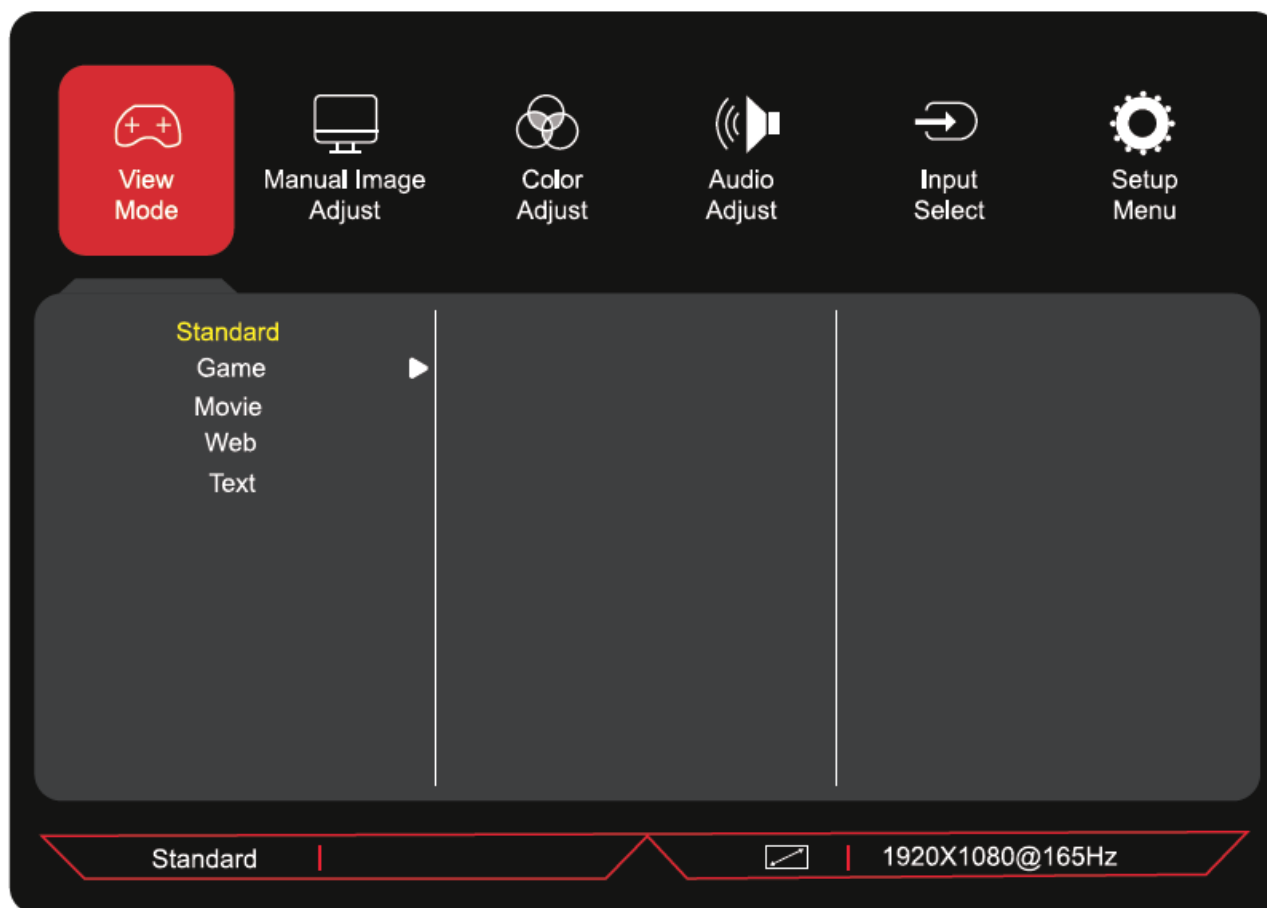 View
Mode
Manual Image
Adjust
Color
Adjust
Audio
Adjust
Input
Select
Setup
Menu
Standard
Game
Movie
Web
Text
Standard
1920X1080@165Hz